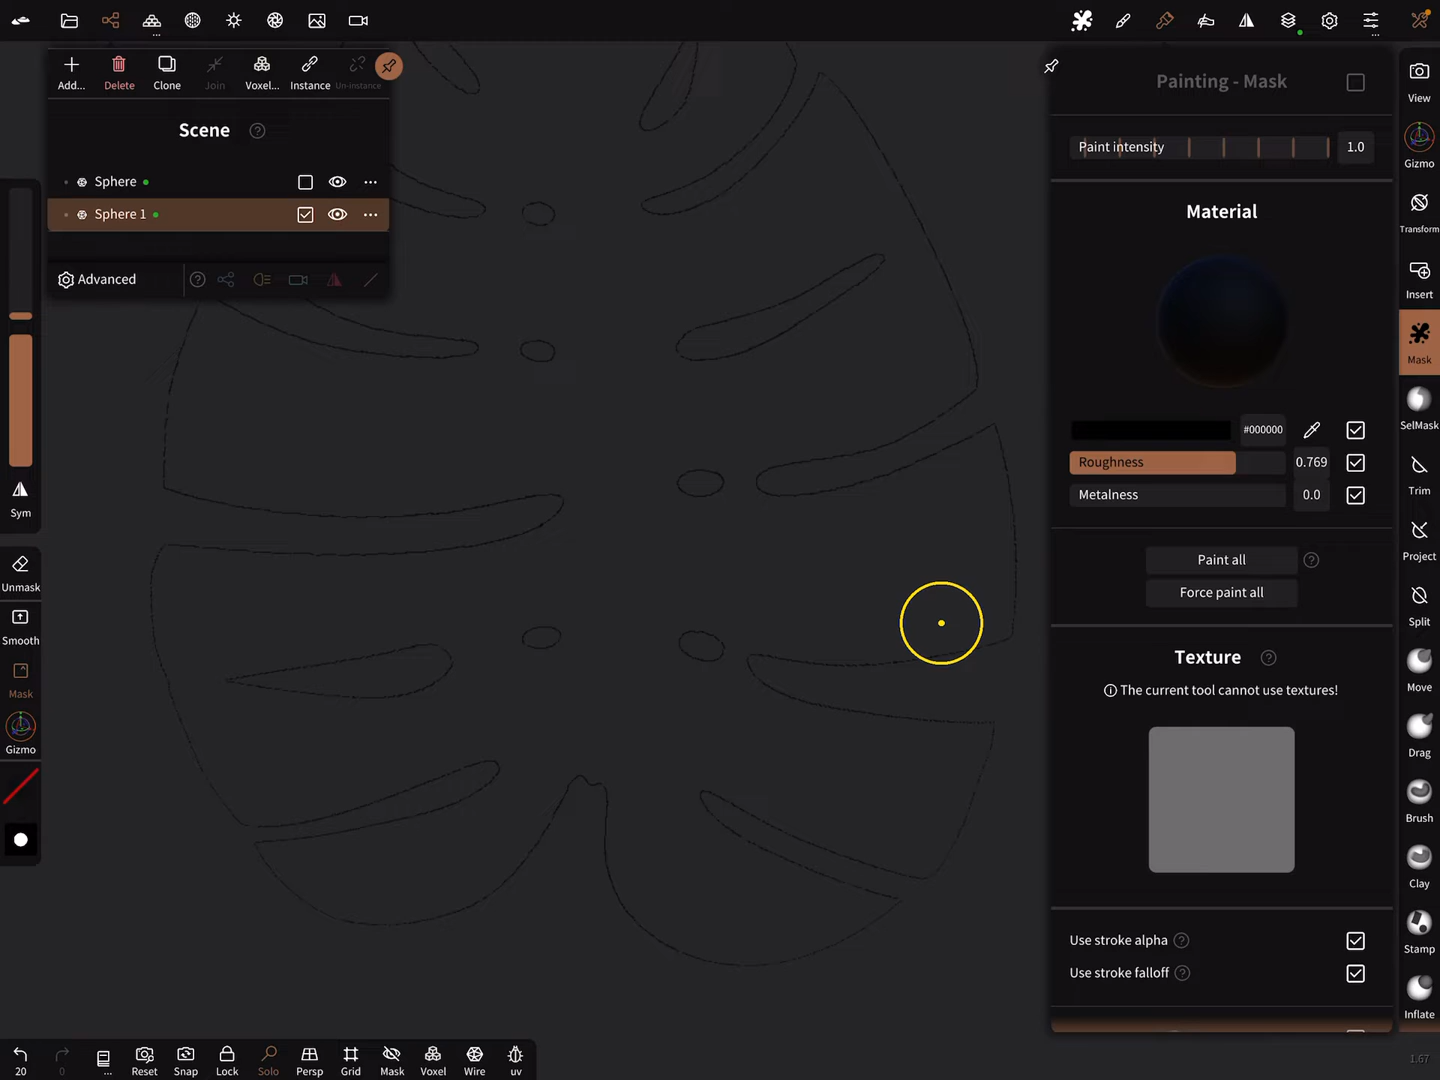 Add...
Delete
Clone
Join
Voxel...
Instance
Un-instance
Scene
Sphere
Sphere 1
Advanced
Sym
Unmask
Smooth
Mask
Gizmo
20
0
...
Reset
Snap
Lock
Solo
Persp
Grid
Mask
Voxel
Wire
uv
Painting - Mask
Paint intensity
1.0
Material
#000000
Roughness
0.769
Metalness
0.0
Paint all
Force paint all
Texture
The current tool cannot use textures!
Use stroke alpha
Use stroke falloff
View
Gizmo
Transform
Insert
Mask
SelMask
Trim
Project
Split
Move
Drag
Brush
Clay
Stamp
Inflate
1.67